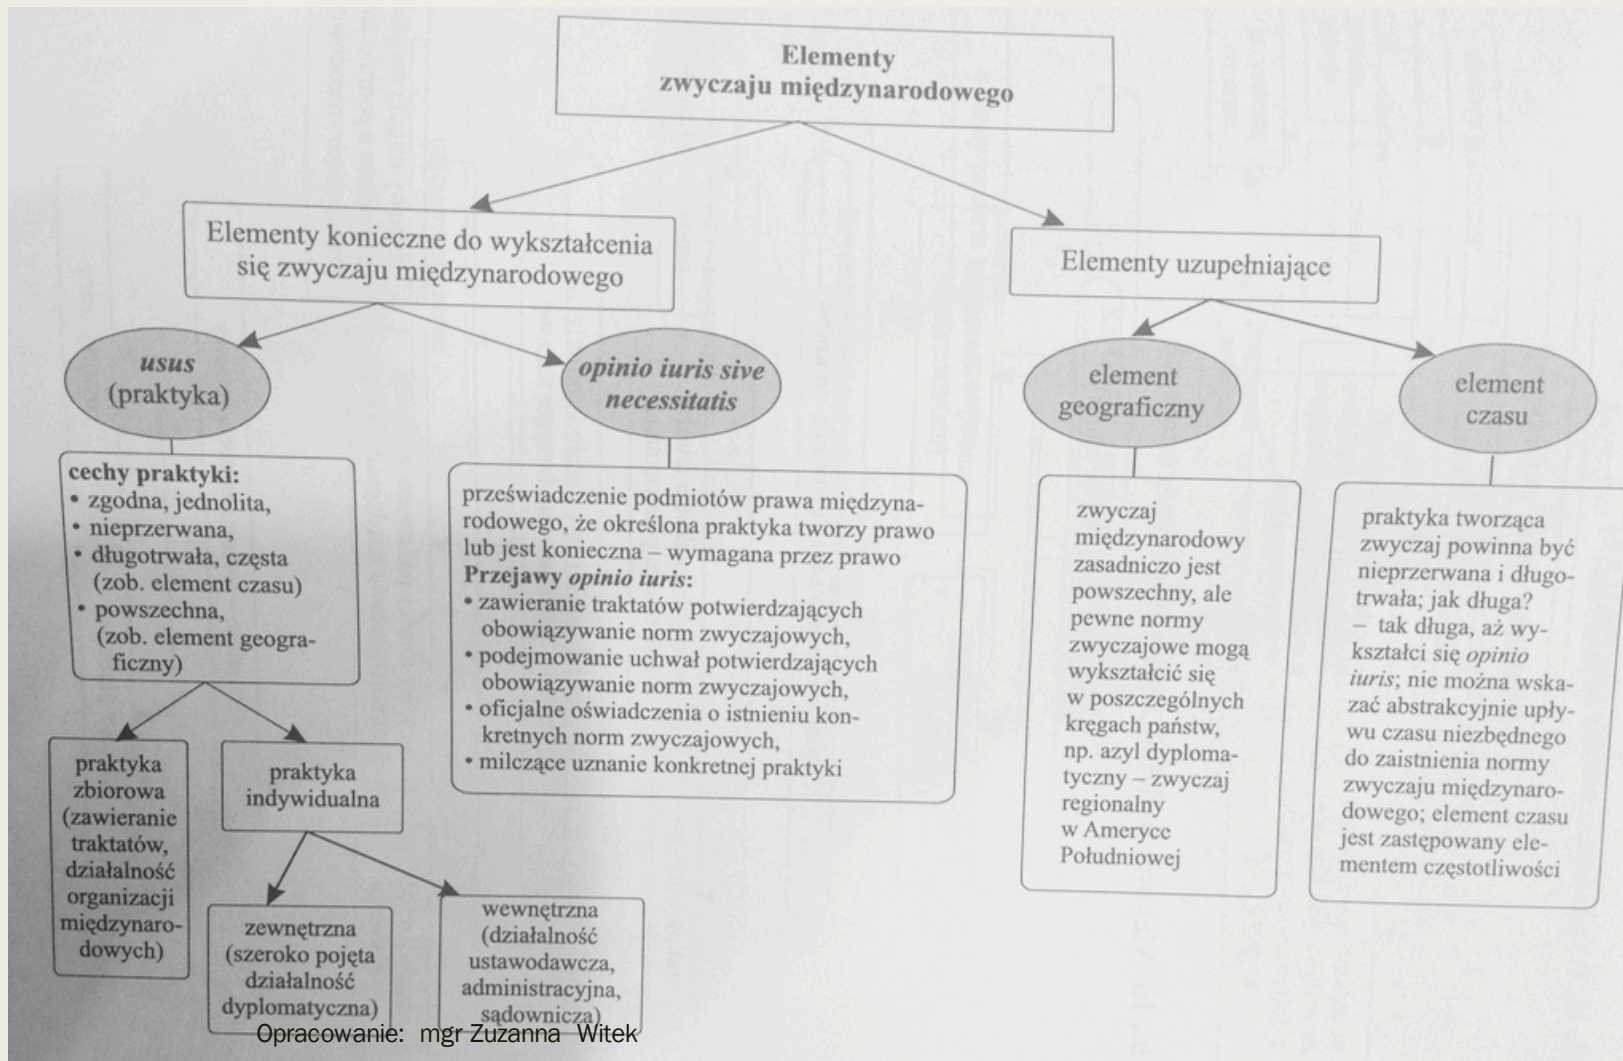 Elementy
zwyczaju międzynarodowego
Elementy konieczne do wykształcenia
się zwyczaju międzynarodowego
Elementy uzupełniające
usus
(praktyka)
opinio iuris sive
necessitatis
element
geograficzny
element
czasu
cechy praktyki:
• zgodna, jednolita,
• nieprzerwana,
• długotrwała, częsta
(zob. element czasu)
• powszechna,
(zob. element geogra-
ficzny)
przeświadczenie podmiotów prawa międzyna-
rodowego, że określona praktyka tworzy prawo
lub jest konieczna – wymagana przez prawo
Przejawy opinio iuris:
• zawieranie traktatów potwierdzających
obowiązywanie norm zwyczajowych,
• podejmowanie uchwał potwierdzających
obowiązywanie norm zwyczajowych,
• oficjalne oświadczenia o istnieniu kon-
kretnych norm zwyczajowych,
• milczące uznanie konkretnej praktyki
zwyczaj
międzynarodowy
zasadniczo jest
powszechny, ale
pewne normy
zwyczajowe mogą
wykształcić się
w poszczególnych
kręgach państw,
np. azyl dyploma-
tyczny – zwyczaj
regionalny
w Ameryce
Południowej
praktyka tworząca
zwyczaj powinna być
nieprzerwana i długo-
trwała; jak długa?
– tak długa, aż wy-
kształci się opinio
iuris; nie można wska-
zać abstrakcyjnie upły-
wu czasu niezbędnego
do zaistnienia normy
zwyczaju międzynaro-
dowego; element czasu
jest zastępowany ele-
mentem częstotliwości
praktyka
zbiorowa
(zawieranie
traktatów,
działalność
organizacji
międzynaro-
dowych)
praktyka
indywidualna
zewnętrzna
(szeroko pojęta
działalność
dyplomatyczna)
wewnętrzna
(działalność
ustawodawcza,
administracyjna,
sądownicza)
Opracowanie: mgr Zuzanna Witek